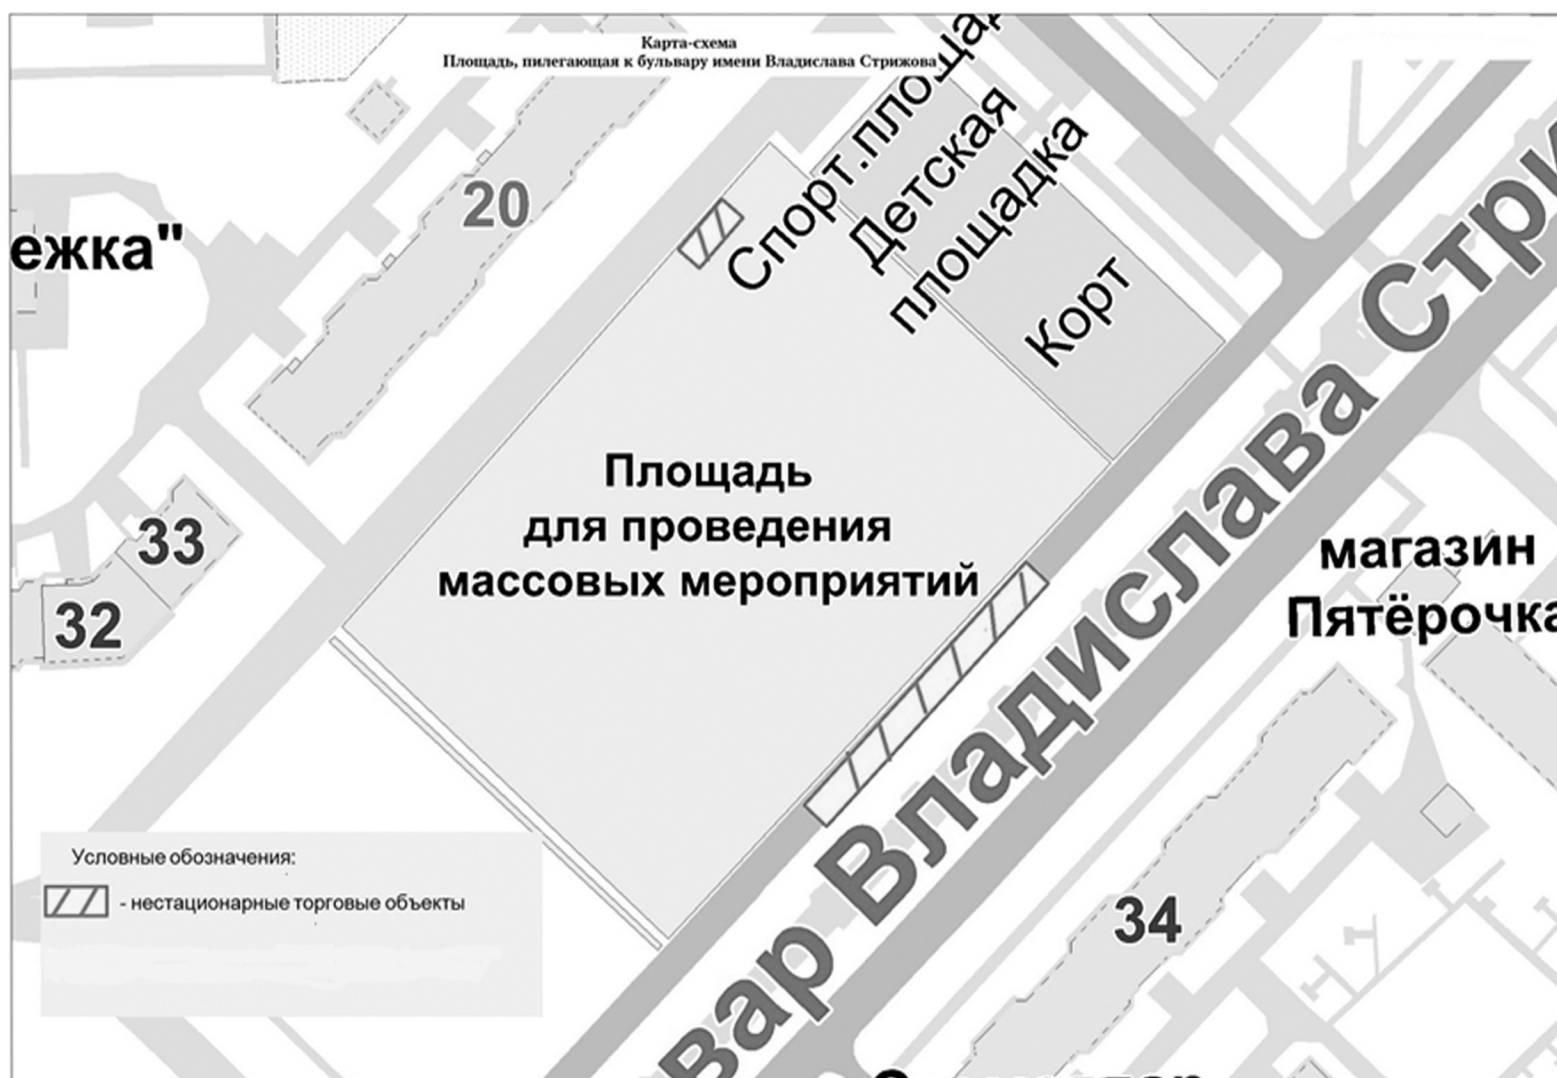 Карта-схема
Площадь, пилегающая к бульвару имени Владислава Стрижова
Спорт.площад
Детская
площадка
Корт
20
ежка"
Площадь
для проведения
массовых мероприятий
33
32
магазин
Пятёрочка
вар Владислава Стри
34
Условные обозначения:
- нестационарные торговые объекты